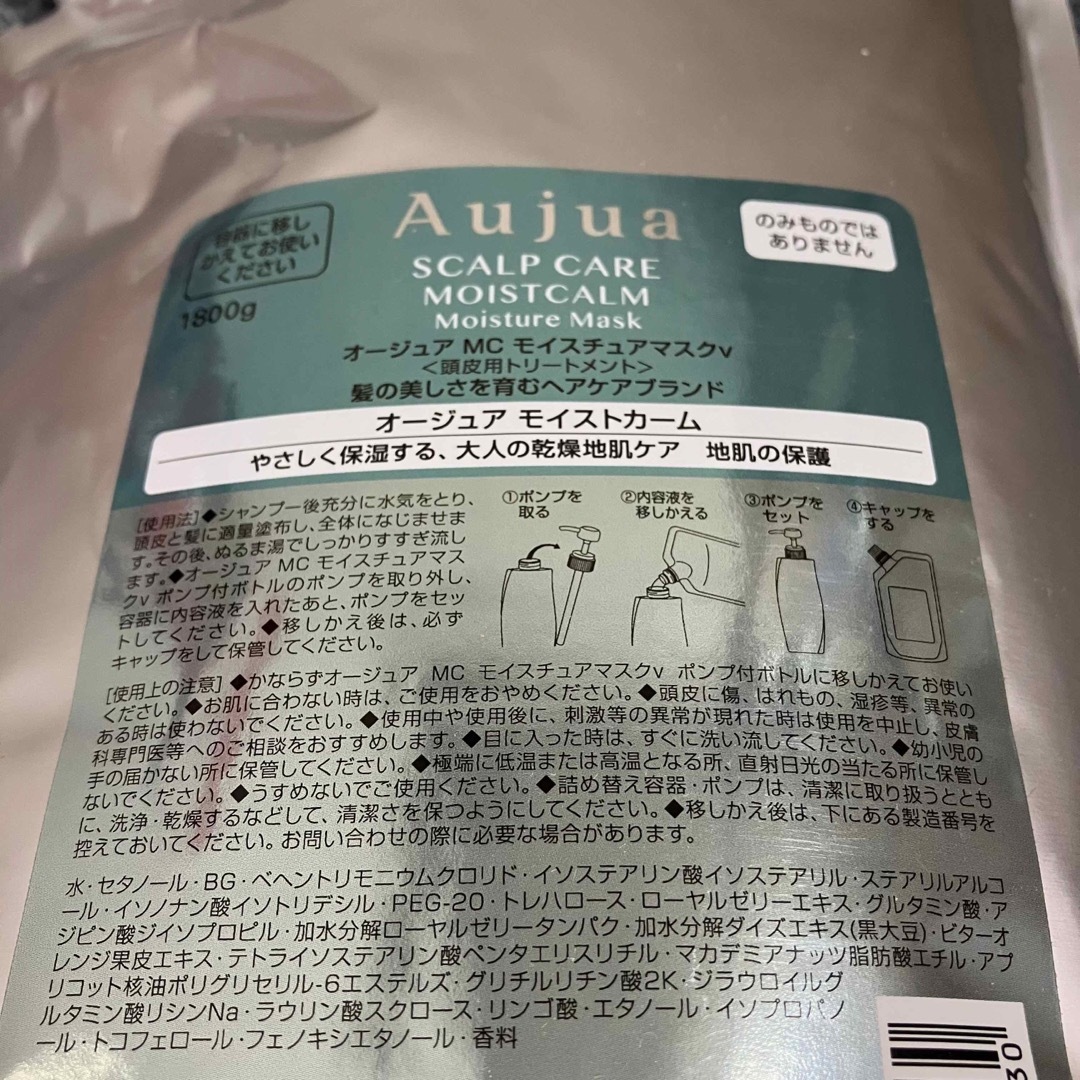 容器に移し
かえてお使い
ください
1800g
Aujua
SCALP CARE
MOISTCALM
Moisture Mask
のみものでは
ありません
オージュア MC モイスチュアマスクv
<頭皮用トリートメント>
髪の美しさを育むヘアケアブランド
オージュア モイストカーム
やさしく保湿する、大人の乾燥地肌ケア 地肌の保護
[使用法]◆シャンプー後充分に水気をとり、
頭皮と髪に適量塗布し、全体になじませま
す。その後、ぬるま湯でしっかりすすぎ流し
ます。◆オージュア MC モイスチュアマス
クv ポンプ付ボトルのポンプを取り外し、
容器に内容液を入れたあと、ポンプをセッ
トしてください。◆移しかえ後は、必ず
キャップをして保管してください。
①ポンプを
取る
②内容液を
移しかえる
③ポンプを
セット
④キャップを
する
[使用上の注意]◆かならずオージュア MC モイスチュアマスクv ポンプ付ボトルに移しかえてお使い
ください。◆お肌に合わない時は、ご使用をおやめください。◆頭皮に傷、はれもの、湿疹等、異常の
ある時は使わないでください。◆使用中や使用後に、刺激等の異常が現れた時は使用を中止し、皮膚
科専門医等へのご相談をおすすめします。◆目に入った時は、すぐに洗い流してください。◆幼小児の
手の届かない所に保管してください。◆極端に低温または高温となる所、直射日光の当たる所に保管し
ないでください。◆うすめないでご使用ください。◆詰め替え容器・ポンプは、清潔に取り扱うととも
に、洗浄・乾燥するなどして、清潔さを保つようにしてください。◆移しかえ後は、下にある製造番号を
控えておいてください。お問い合わせの際に必要な場合があります。
水・セタノール・BG・ベヘントリモニウムクロリド・イソステアリン酸イソステアリル・ステアリルアルコ
ール・イソノナン酸イソトリデシル・PEG-20・トレハロース・ローヤルゼリーエキス・グルタミン酸・ア
ジピン酸ジイソプロピル・加水分解ローヤルゼリータンパク・加水分解ダイズエキス(黒大豆)・ビターオ
レンジ果皮エキス・テトライソステアリン酸ペンタエリスリチル・マカデミアナッツ脂肪酸エチル・アプ
リコット核油ポリグリセリル-6エステルズ・グリチルリチン酸2K・ジラウロイルグ
ルタミン酸リシンNa・ラウリン酸スクロース・リンゴ酸・エタノール・イソプロパノ
ール・トコフェロール・フェノキシエタノール・香料
30